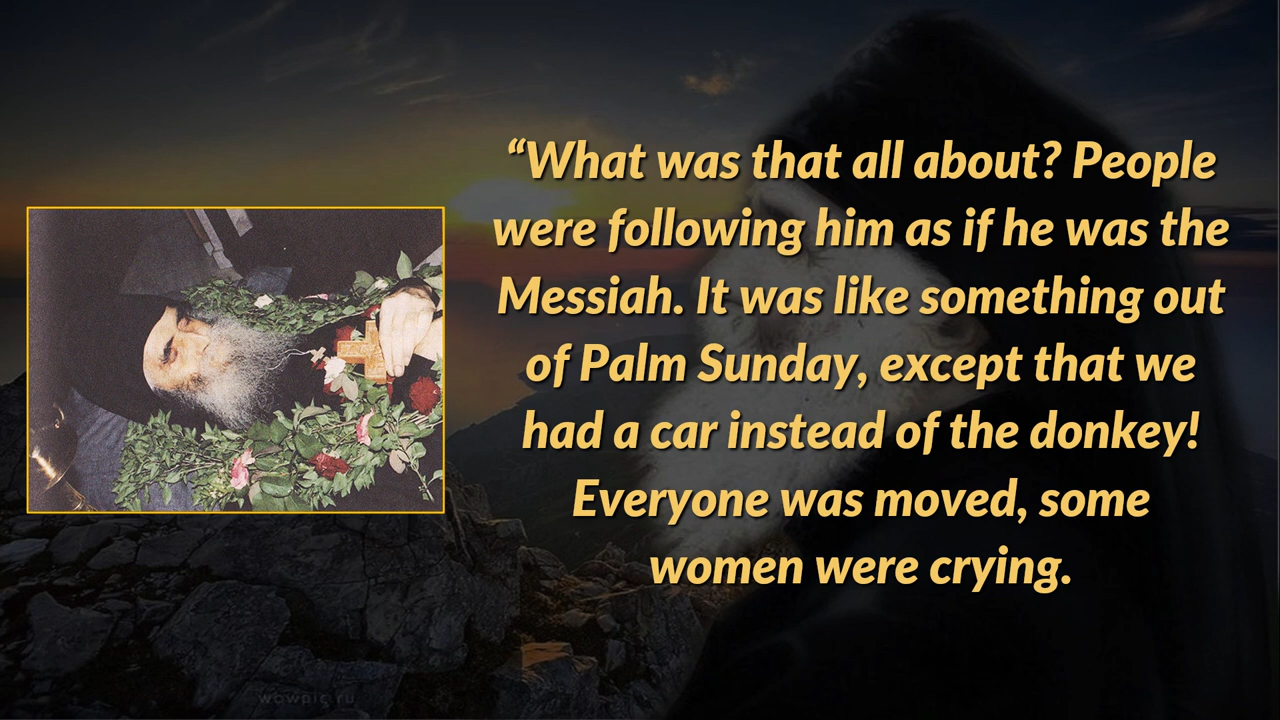 “What was that all about? People
were following him as if he was the
Messiah. It was like something out
of Palm Sunday, except that we
had a car instead of the donkey!
Everyone was moved, some
women were crying.
wowpic.ru